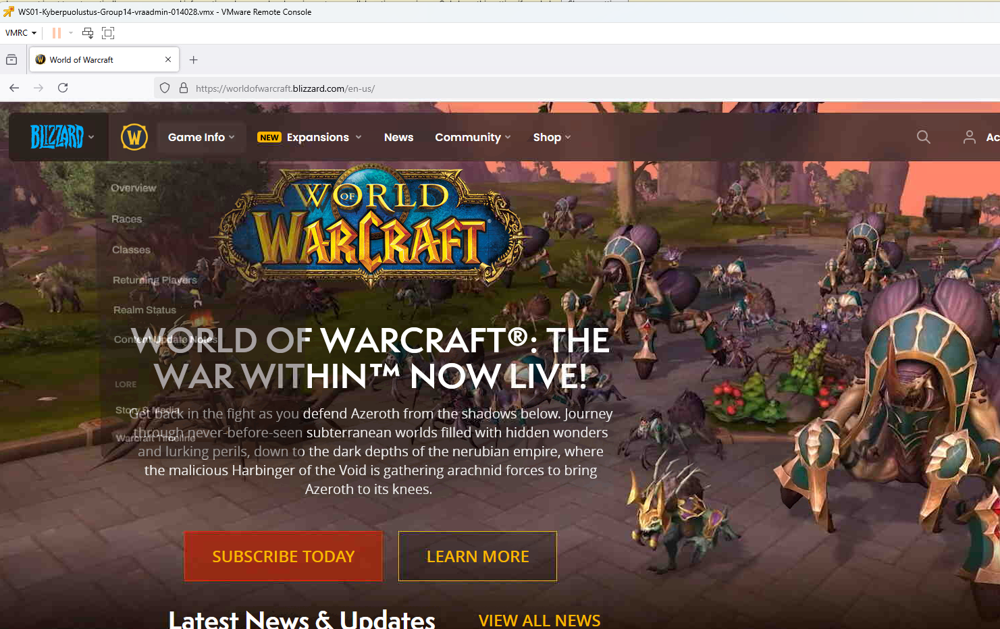 WS01-Kyberpuolustus-Group14-vraadmin-014028.vmx - VMware Remote Console
VMRC
World of Warcraft
https://worldofwarcraft.blizzard.com/en-us/
BLIZZARD
W
Game Info
NEW Expansions
News
Community
Shop
Ac
Overview
Races
Classes
Returning Players
Realm Status
Content Update Notes
LORE
Story & Media
Warcraft Timeline
WORLD OF WARCRAFT®
WORLD OF WARCRAFT®: THE
WAR WITHIN™ NOW LIVE!
Get back in the fight as you defend Azeroth from the shadows below. Journey
through never-before-seen subterranean worlds filled with hidden wonders
and lurking perils, down to the dark depths of the nerubian empire, where
the malicious Harbinger of the Void is gathering arachnid forces to bring
Azeroth to its knees.
SUBSCRIBE TODAY
LEARN MORE
Latest News & Updates
VIEW ALL NEWS